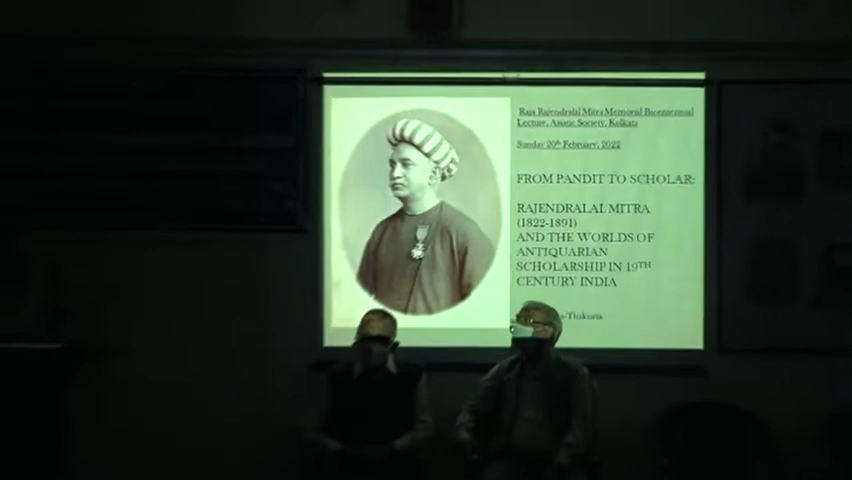 Raja Rajendralal Mitra Memorial Bicentennial
Lecture, Asiatic Society, Kolkata
Sunday 20th February, 2022
FROM PANDIT TO SCHOLAR:
RAJENDRALAL MITRA
(1822-1891)
AND THE WORLDS OF
ANTIQUARIAN
SCHOLARSHIP IN 19TH
CENTURY INDIA
-Thakurta